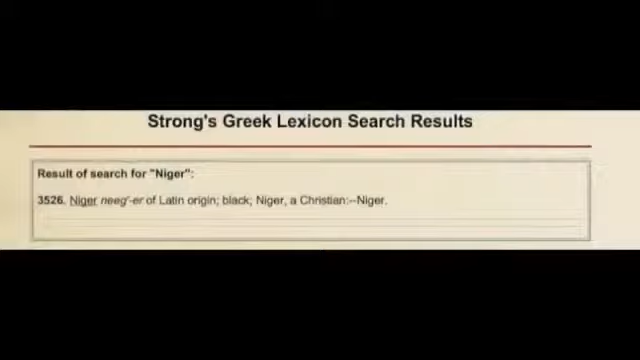 Strong's Greek Lexicon Search Results
Result of search for "Niger":
3526. Niger neeg'-er of Latin origin; black; Niger, a Christian:--Niger.